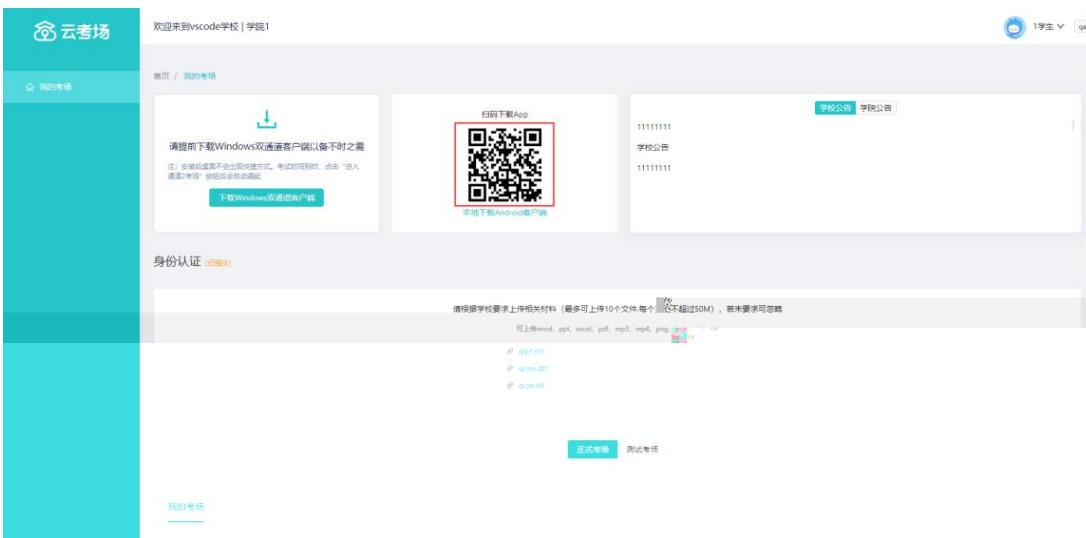 云考场
欢迎来到vscode学校 | 学院1
1学生
我的考场
首页 / 我的考场
请提前下载Windows双通道客户端以备不时之需
注：安装后桌面不会出现快捷方式。考试时间到时，点击“进入
通道2考场”按钮后会自动调起
下载Windows双通道客户端
扫码下载App
本地下载Android客户端
学校公告 学院公告
11111111
学校公告
11111111
身份认证 (已提交)
请根据学校要求上传相关材料（最多可上传10个文件,每个 不超过50M），若未要求可忽略
可上传word、ppt、excel、pdf、mp3、mp4、png、
qgif.dll
qicns.dll
qico.dll
正式考场 测试考场
我的考场